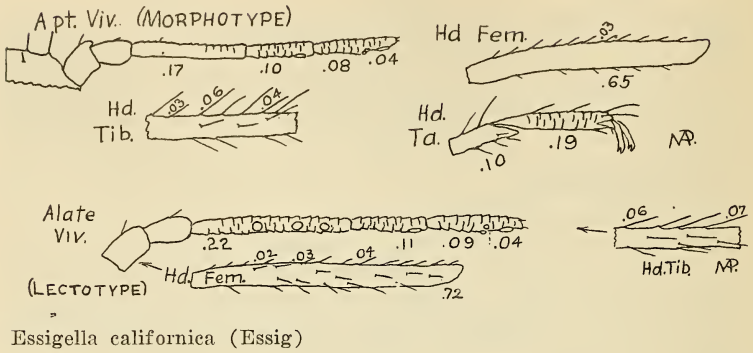 Apt. Viv. (MORPHOTYPE)
.17 .10 .08 .04
Hd Fem.
.03
.65
Hd. Tib.
.03 .06 .04
Hd. Ta.
.10 .19
MP.
Alate Viv.
(LECTOTYPE)
.22 .11 .09 .04
Hd. Fem.
.02 .03 .04
.72
.06 .07
Hd. Tib. MP.
Essigella californica (Essig)